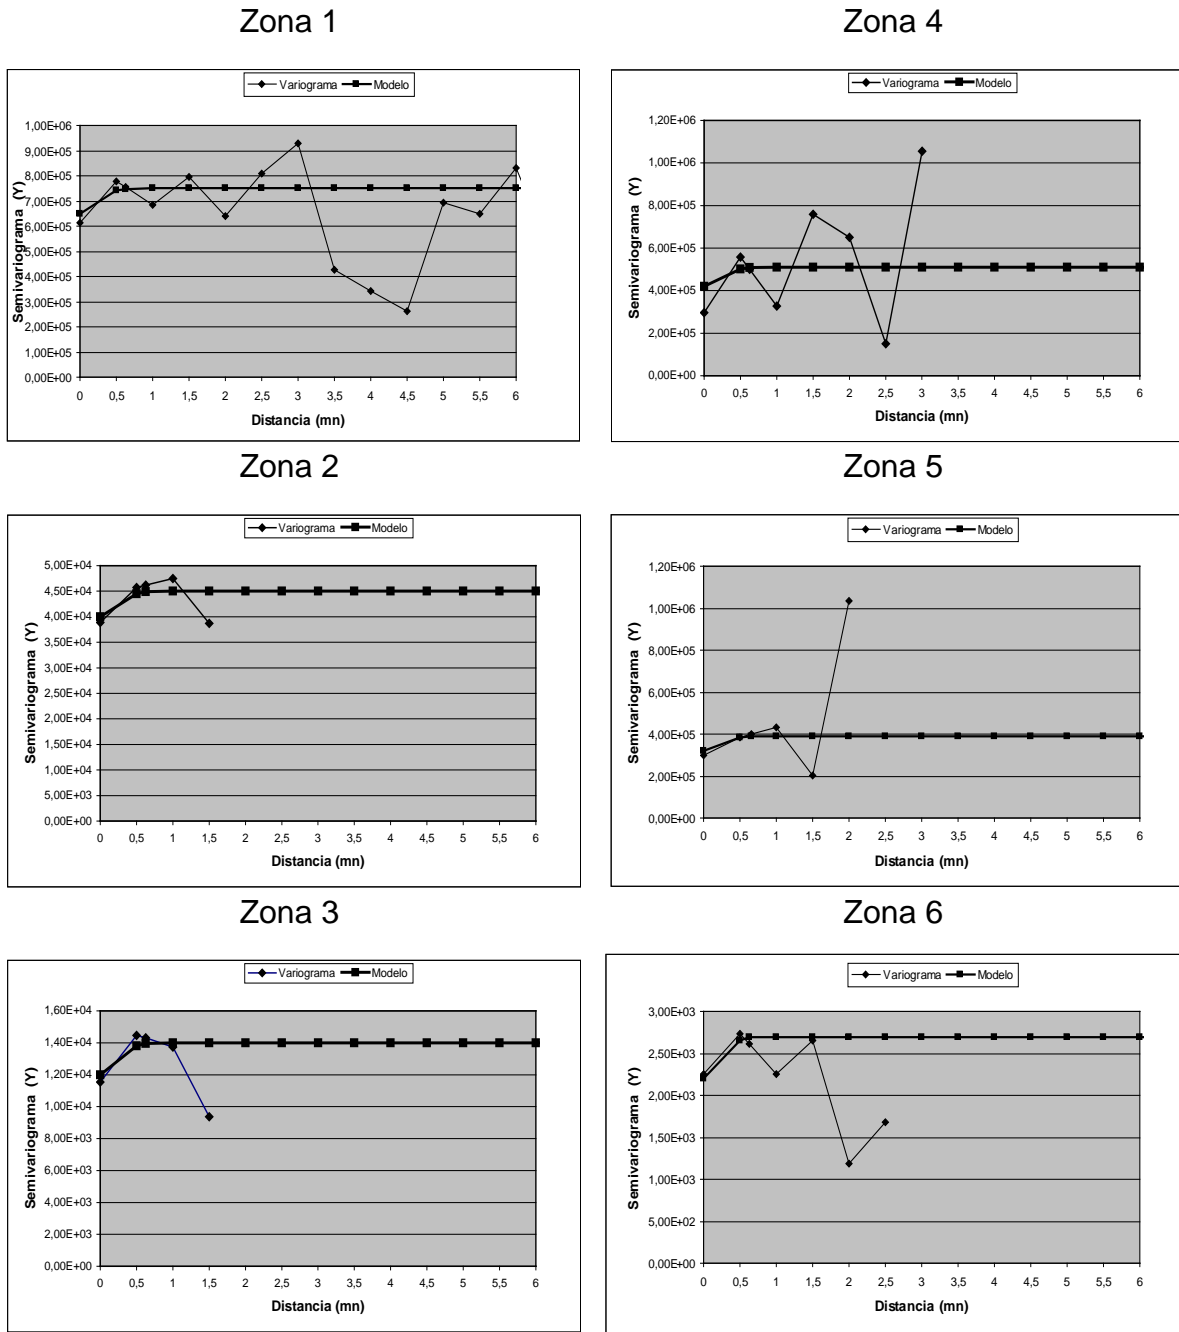 Zona 1
Variograma Modelo
1,00E+06
9,00E+05
8,00E+05
7,00E+05
6,00E+05
5,00E+05
4,00E+05
3,00E+05
2,00E+05
1,00E+05
0,00E+00
Semivariograma (Y)
0 0,5 1 1,5 2 2,5 3 3,5 4 4,5 5 5,5 6
Distancia (mn)
Zona 4
Variograma Modelo
1,20E+06
1,00E+06
8,00E+05
6,00E+05
4,00E+05
2,00E+05
0,00E+00
Semivariograma (Y)
0 0,5 1 1,5 2 2,5 3 3,5 4 4,5 5 5,5 6
Distancia (mn)
Zona 2
Variograma Modelo
5,00E+04
4,50E+04
4,00E+04
3,50E+04
3,00E+04
2,50E+04
2,00E+04
1,50E+04
1,00E+04
5,00E+03
0,00E+00
Semivariograma (Y)
0 0,5 1 1,5 2 2,5 3 3,5 4 4,5 5 5,5 6
Distancia (mn)
Zona 5
Variograma Modelo
1,20E+06
1,00E+06
8,00E+05
6,00E+05
4,00E+05
2,00E+05
0,00E+00
Semivariograma (Y)
0 0,5 1 1,5 2 2,5 3 3,5 4 4,5 5 5,5 6
Distancia (mn)
Zona 3
Variograma Modelo
1,60E+04
1,40E+04
1,20E+04
1,00E+04
8,00E+03
6,00E+03
4,00E+03
2,00E+03
0,00E+00
Semivariograma (Y)
0 0,5 1 1,5 2 2,5 3 3,5 4 4,5 5 5,5 6
Distancia (mn)
Zona 6
Variograma Modelo
3,00E+03
2,50E+03
2,00E+03
1,50E+03
1,00E+03
5,00E+02
0,00E+00
Semivariograma (Y)
0 0,5 1 1,5 2 2,5 3 3,5 4 4,5 5 5,5 6
Distancia (mn)